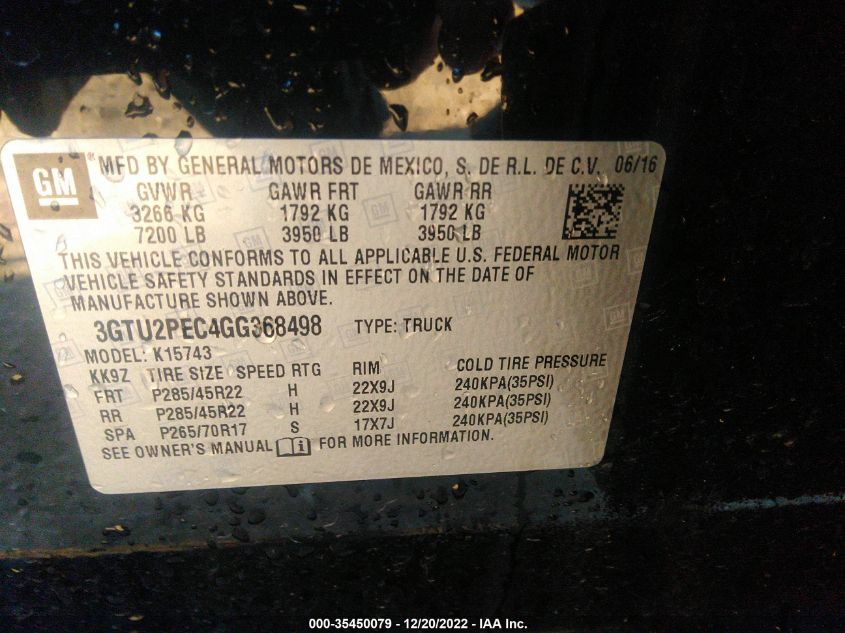 GM® MFD BY GENERAL MOTORS DE MEXICO, S. DE R.L. DE C.V. 06/16
GVWR GAWR FRT GAWR RR
3266 KG 1792 KG 1792 KG
7200 LB 3950 LB 3950 LB
THIS VEHICLE CONFORMS TO ALL APPLICABLE U.S. FEDERAL MOTOR
VEHICLE SAFETY STANDARDS IN EFFECT ON THE DATE OF
MANUFACTURE SHOWN ABOVE.
3GTU2PEC4GG368498 TYPE: TRUCK
MODEL: K15743
KK9Z TIRE SIZE SPEED RTG RIM COLD TIRE PRESSURE
FRT P285/45R22 H 22X9J 240KPA(35PSI)
RR P285/45R22 H 22X9J 240KPA(35PSI)
SPA P265/70R17 S 17X7J 240KPA(35PSI)
SEE OWNER'S MANUAL FOR MORE INFORMATION.
000-35450079 - 12/20/2022 - IAA Inc.